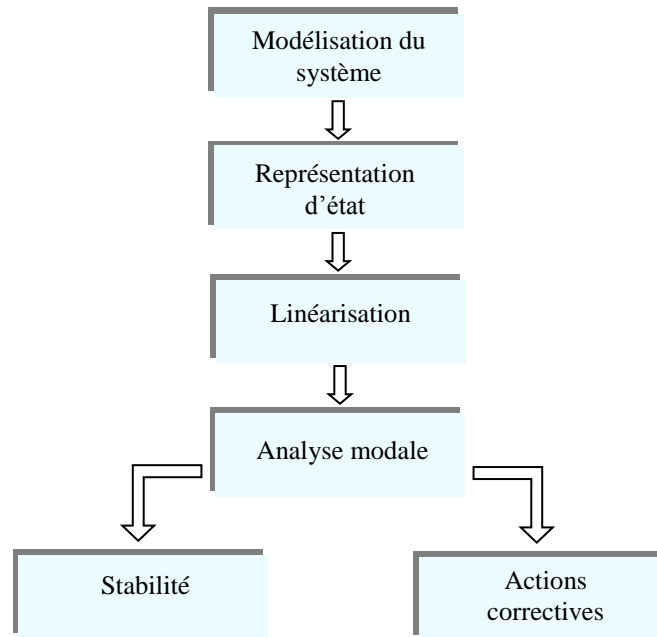 Modélisation du
système
Représentation
d’état
Linéarisation
Analyse modale
Stabilité
Actions
correctives